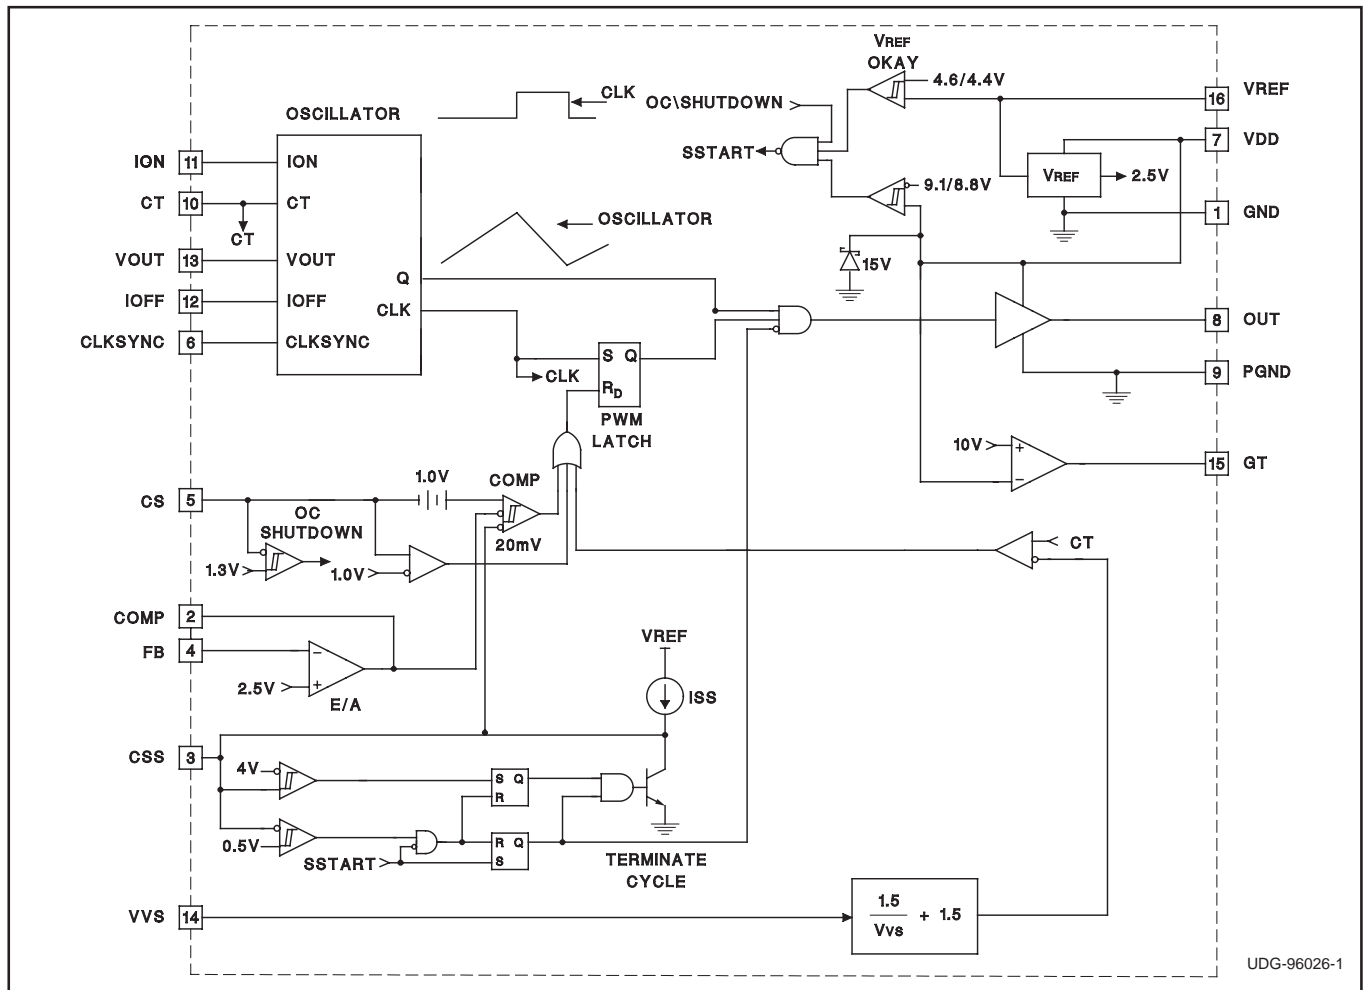 VREF
OKAY
4.6/4.4V
CLK
OC\SHUTDOWN
16
VREF
OSCILLATOR
SSTART
7
VDD
ION
11
ION
VREF
2.5V
9.1/8.8V
CT
10
CT
1
GND
CT
OSCILLATOR
VOUT
13
VOUT
15V
Q
IOFF
12
IOFF
CLK
8
OUT
CLKSYNC
6
CLKSYNC
S Q
CLK
RD
9
PGND
PWM
LATCH
10V
+
−
15
GT
1.0V
COMP
CS
5
OC
SHUTDOWN
20mV
CT
1.3V
1.0V
COMP
2
FB
4
−
VREF
2.5V
+
E/A
ISS
CSS
3
4V
S Q
R
0.5V
R Q
S
SSTART
TERMINATE
CYCLE
1.5
Vvs
+ 1.5
VVS
14
UDG-96026-1